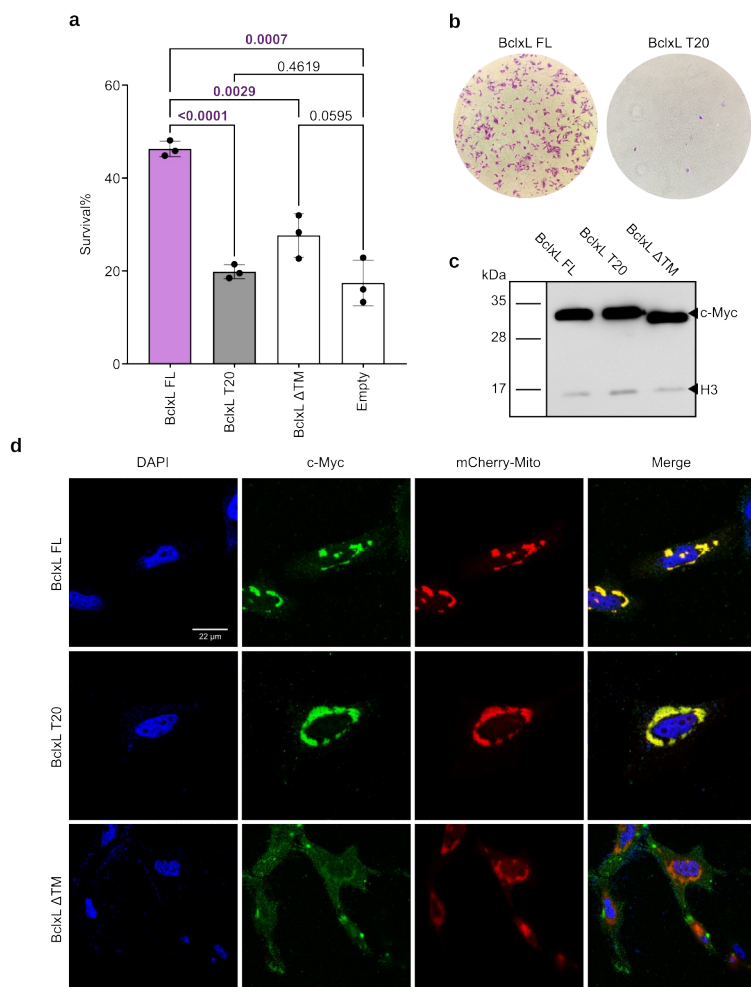 a
0.0007
0.4619
0.0029
<0.0001
0.0595
60
40
20
0
Survival%
BclxL FL
BclxL T20
BclxL ΔTM
Empty
b
BclxL FL
BclxL T20
c
BclxL FL
BclxL T20
BclxL ΔTM
kDa
35
28
17
c-Myc
H3
d
DAPI
c-Myc
mCherry-Mito
Merge
BclxL FL
22 µm
BclxL T20
BclxL ΔTM